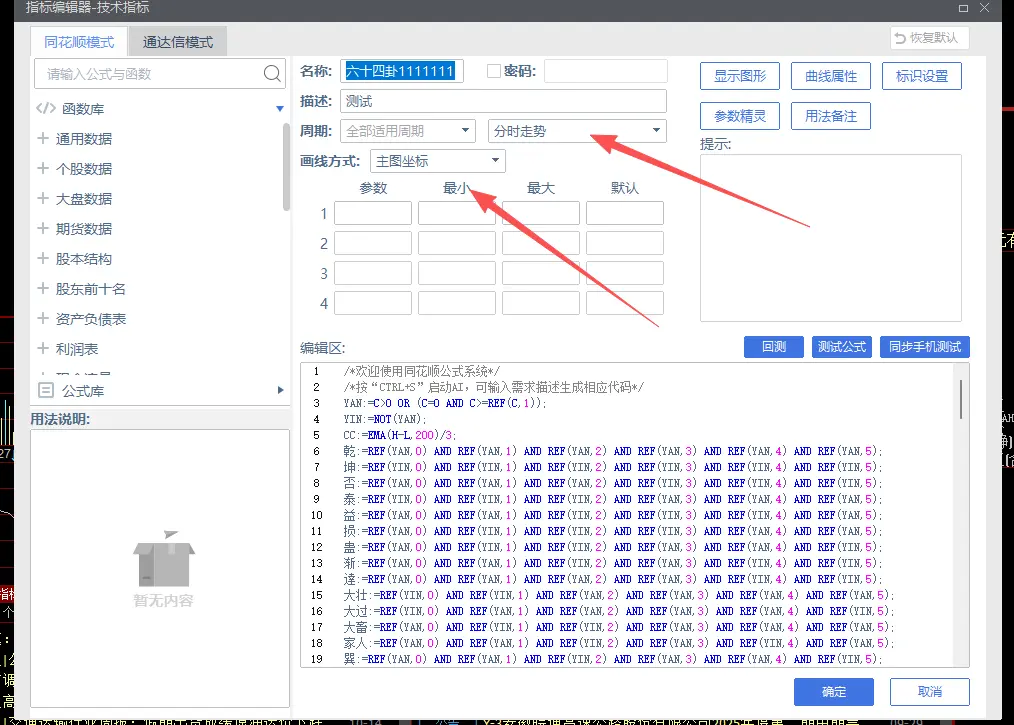 指标编辑器-技术指标
同花顺模式
通达信模式
恢复默认
请输入公式与函数
</> 函数库
通用数据
个股数据
大盘数据
期货数据
股本结构
股东前十名
资产负债表
利润表
公式库
用法说明:
暂无内容
名称: 六十四卦1111111 密码:
描述: 测试
周期: 全部适用周期 分时走势
画线方式: 主图坐标
参数 最小 最大 默认
1
2
3
4
显示图形 曲线属性 标识设置
参数精灵 用法备注
提示:
编辑区: 回测 测试公式 同步手机测试
1 /*欢迎使用同花顺公式系统*/
2 /*按“CTRL+S”启动AI，可输入需求描述生成相应代码*/
3 YAN:=C>O OR (C=O AND C>=REF(C,1));
4 YIN:=NOT(YAN);
5 CC:=EMA(H-L,200)/3;
6 乾:=REF(YAN,0) AND REF(YAN,1) AND REF(YAN,2) AND REF(YAN,3) AND REF(YAN,4) AND REF(YAN,5);
7 坤:=REF(YIN,0) AND REF(YIN,1) AND REF(YIN,2) AND REF(YIN,3) AND REF(YIN,4) AND REF(YIN,5);
8 否:=REF(YAN,0) AND REF(YAN,1) AND REF(YAN,2) AND REF(YIN,3) AND REF(YIN,4) AND REF(YIN,5);
9 泰:=REF(YIN,0) AND REF(YIN,1) AND REF(YIN,2) AND REF(YAN,3) AND REF(YAN,4) AND REF(YAN,5);
10 益:=REF(YAN,0) AND REF(YAN,1) AND REF(YIN,2) AND REF(YIN,3) AND REF(YIN,4) AND REF(YAN,5);
11 损:=REF(YAN,0) AND REF(YIN,1) AND REF(YIN,2) AND REF(YIN,3) AND REF(YAN,4) AND REF(YAN,5);
12 蛊:=REF(YAN,0) AND REF(YIN,1) AND REF(YIN,2) AND REF(YAN,3) AND REF(YAN,4) AND REF(YIN,5);
13 渐:=REF(YAN,0) AND REF(YAN,1) AND REF(YIN,2) AND REF(YAN,3) AND REF(YIN,4) AND REF(YIN,5);
14 達:=REF(YAN,0) AND REF(YIN,1) AND REF(YIN,2) AND REF(YAN,3) AND REF(YIN,4) AND REF(YAN,5);
15 大壮:=REF(YIN,0) AND REF(YIN,1) AND REF(YAN,2) AND REF(YAN,3) AND REF(YAN,4) AND REF(YAN,5);
16 大过:=REF(YIN,0) AND REF(YAN,1) AND REF(YAN,2) AND REF(YAN,3) AND REF(YAN,4) AND REF(YIN,5);
17 大畜:=REF(YAN,0) AND REF(YIN,1) AND REF(YIN,2) AND REF(YAN,3) AND REF(YAN,4) AND REF(YAN,5);
18 家人:=REF(YAN,0) AND REF(YAN,1) AND REF(YIN,2) AND REF(YAN,3) AND REF(YIN,4) AND REF(YAN,5);
19 巽:=REF(YAN,0) AND REF(YAN,1) AND REF(YIN,2) AND REF(YAN,3) AND REF(YAN,4) AND REF(YIN,5);
确定 取消